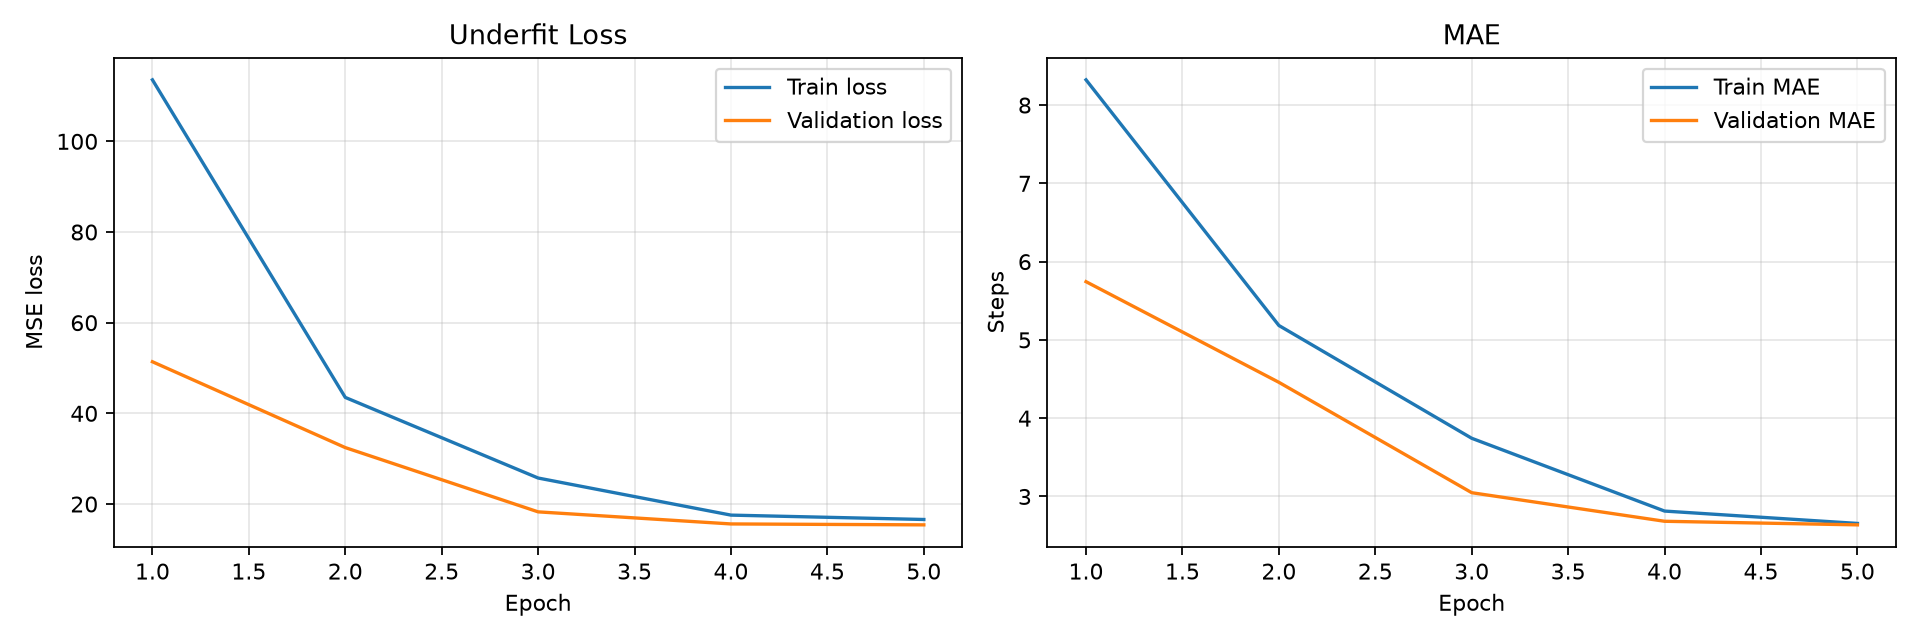 Underfit Loss
MSE loss
100
80
60
40
20
Train loss
Validation loss
1.0 1.5 2.0 2.5 3.0 3.5 4.0 4.5 5.0
Epoch
MAE
Steps
8
7
6
5
4
3
Train MAE
Validation MAE
1.0 1.5 2.0 2.5 3.0 3.5 4.0 4.5 5.0
Epoch